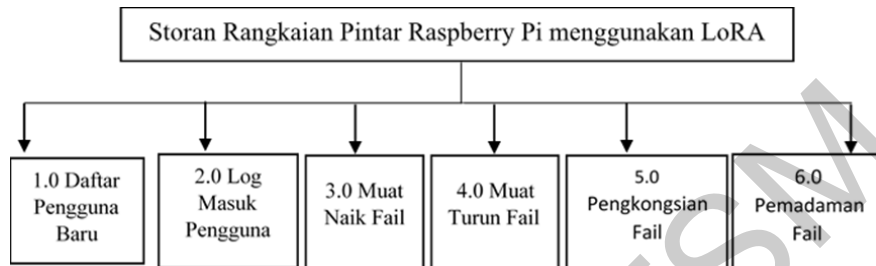 Storan Rangkaian Pintar Raspberry Pi menggunakan LoRA
1.0 Daftar
Pengguna
Baru
2.0 Log
Masuk
Pengguna
3.0 Muat
Naik Fail
4.0 Muat
Turun Fail
5.0
Pengkongsian
Fail
6.0
Pemadaman
Fail
TSM